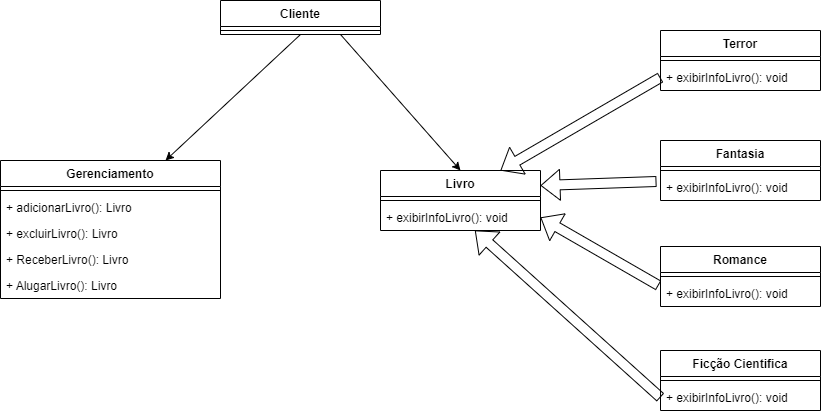 Cliente
Gerenciamento
+ adicionarLivro(): Livro
+ excluirLivro(): Livro
+ ReceberLivro(): Livro
+ AlugarLivro(): Livro
Livro
+ exibirInfoLivro(): void
Terror
+ exibirInfoLivro(): void
Fantasia
+ exibirInfoLivro(): void
Romance
+ exibirInfoLivro(): void
Ficção Cientifica
+ exibirInfoLivro(): void